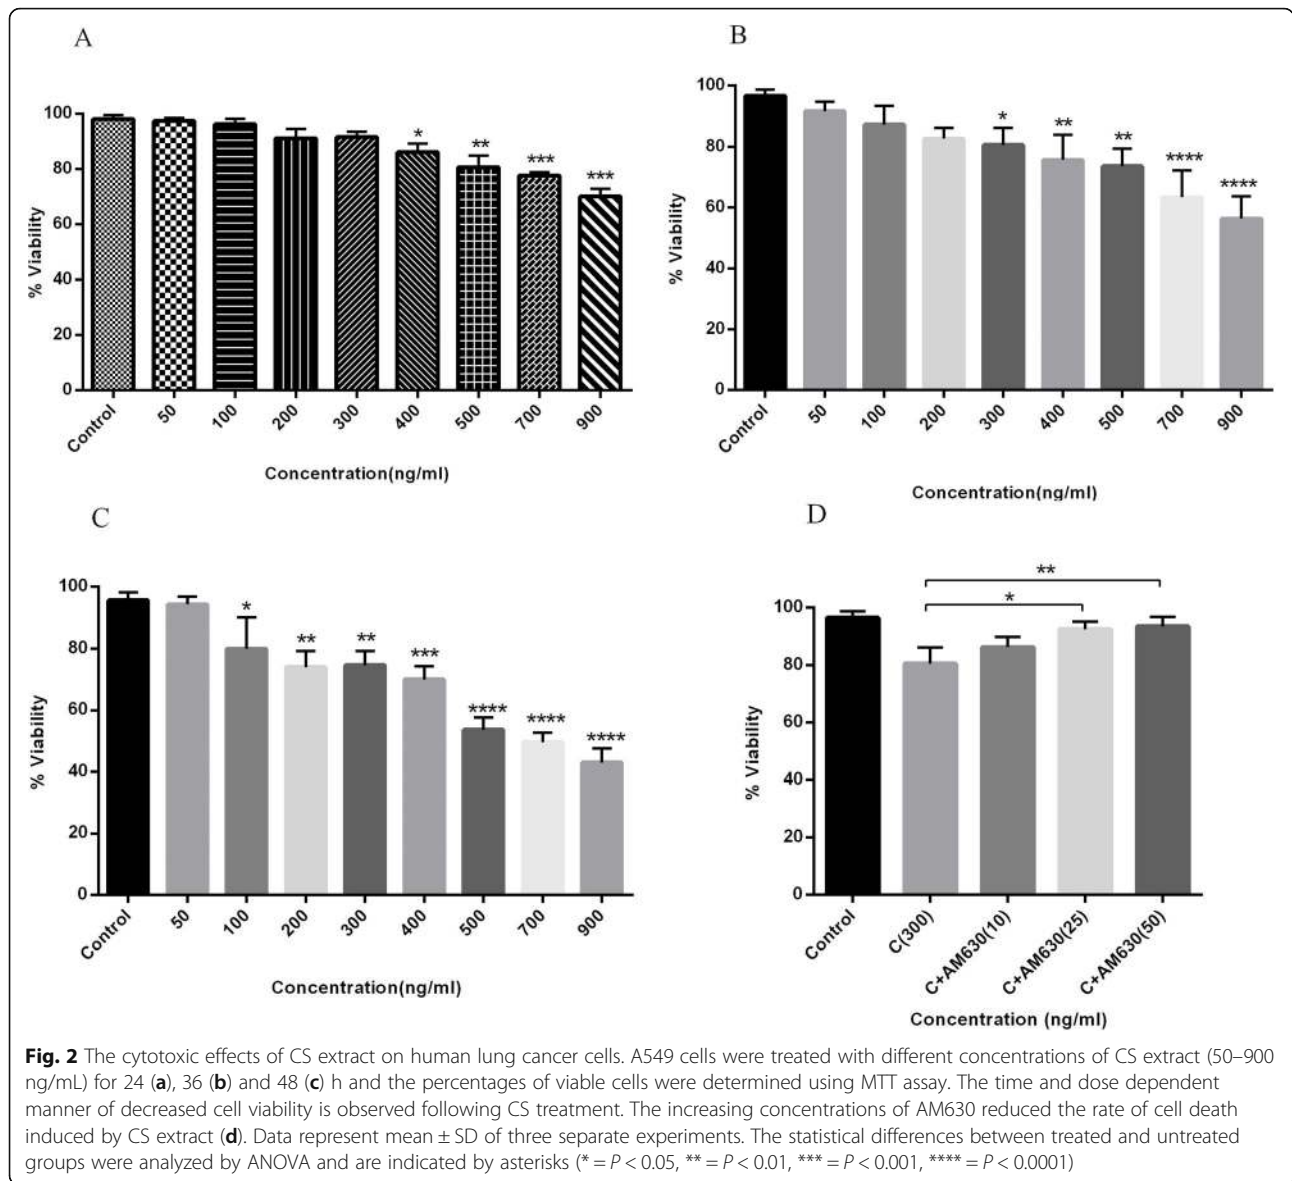 A
% Viability
100
80
60
40
20
0
*
**
***
***
Control
50
100
200
300
400
500
700
900
Concentration(ng/ml)
B
% Viability
100
80
60
40
20
0
*
**
**
****
****
Control
50
100
200
300
400
500
700
900
Concentration(ng/ml)
C
% Viability
100
80
60
40
20
0
*
**
**
***
****
****
****
Control
50
100
200
300
400
500
700
900
Concentration(ng/ml)
D
% Viability
100
80
60
40
20
0
**
*
Control
C(300)
C+AM630(10)
C+AM630(25)
C+AM630(50)
Concentration (ng/ml)
Fig. 2 The cytotoxic effects of CS extract on human lung cancer cells. A549 cells were treated with different concentrations of CS extract (50–900
ng/mL) for 24 (a), 36 (b) and 48 (c) h and the percentages of viable cells were determined using MTT assay. The time and dose dependent
manner of decreased cell viability is observed following CS treatment. The increasing concentrations of AM630 reduced the rate of cell death
induced by CS extract (d). Data represent mean ± SD of three separate experiments. The statistical differences between treated and untreated
groups were analyzed by ANOVA and are indicated by asterisks (* = P < 0.05, ** = P < 0.01, *** = P < 0.001, **** = P < 0.0001)